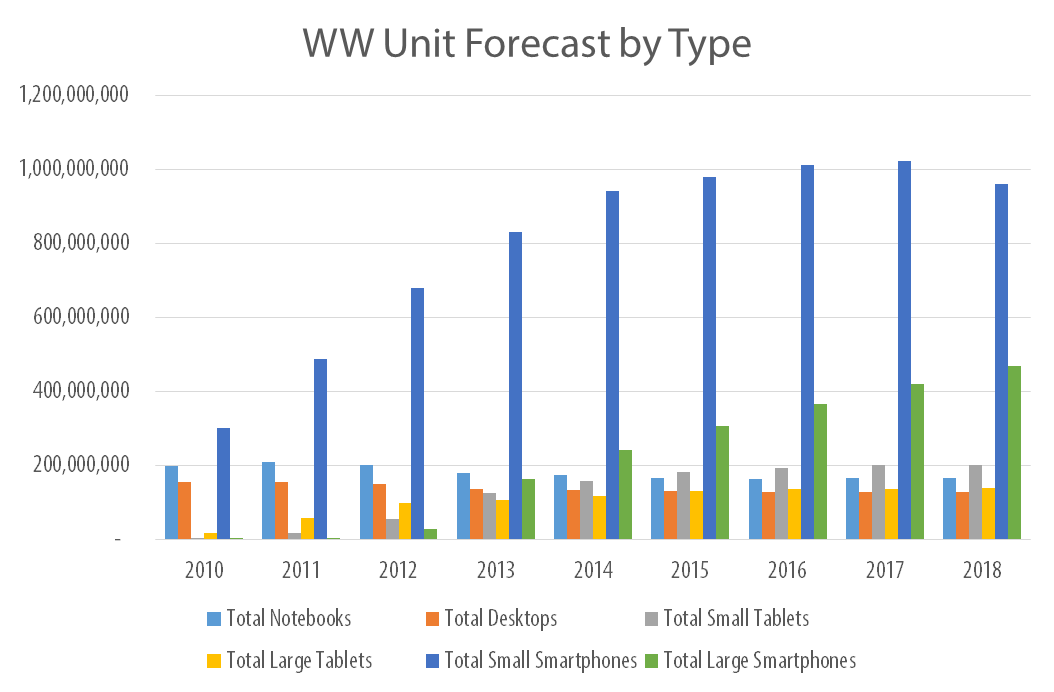 WW Unit Forecast by Type
1,200,000,000
1,000,000,000
800,000,000
600,000,000
400,000,000
200,000,000
-
2010 2011 2012 2013 2014 2015 2016 2017 2018
Total Notebooks Total Desktops Total Small Tablets
Total Large Tablets Total Small Smartphones Total Large Smartphones